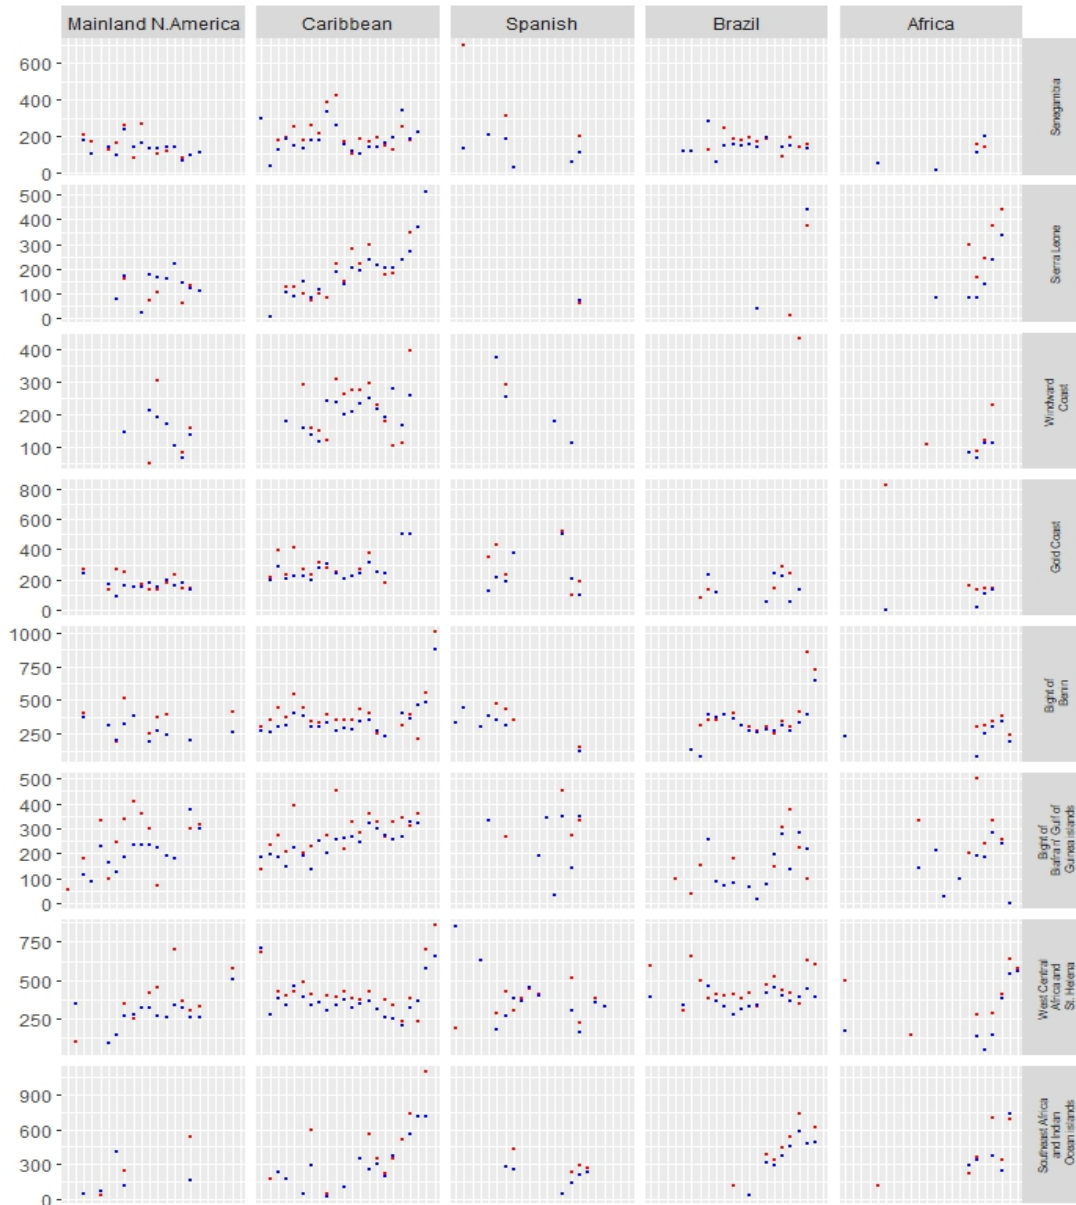 Mainland N.America
Caribbean
Spanish
Brazil
Africa
600
400
200
0
Senegambia
500
400
300
200
100
0
Sierra Leone
400
300
200
100
Windward
Coast
800
600
400
200
0
Gold Coast
1000
750
500
250
Bight of
Benin
500
400
300
200
100
0
Bight of
Biafra n' Gulf of
Guinea islands
750
500
250
West Central
Africa and
St. Helena
900
600
300
0
Southeast Africa
and Indian
Ocean islands